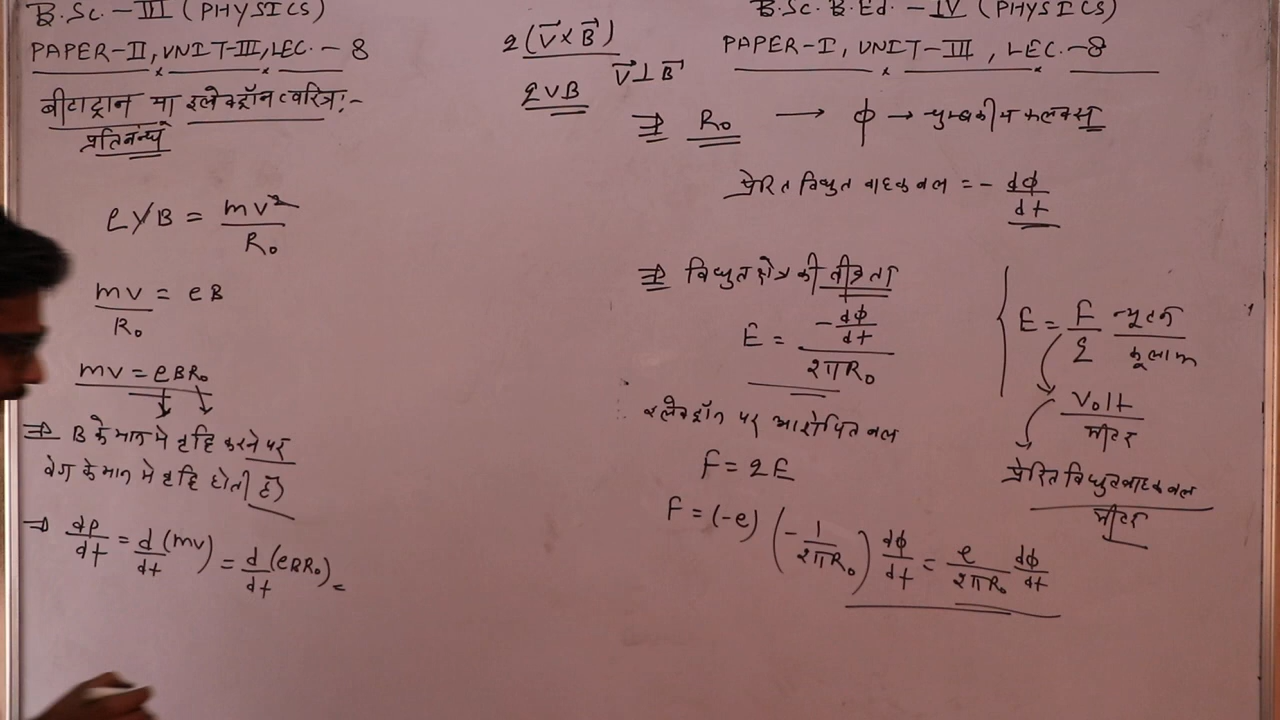 B.Sc.-III (PHYSICS)
PAPER-II, UNIT-III, LEC.-8
बीटाट्रान या इलेक्ट्रॉन त्वरित्र:-
प्रतिबन्ध
evB = mv²/R₀
mv/R₀ = eB
mv = eBR₀
⇒ B के मान मे वृद्धि करने पर
वेग के मान मे वृद्धि होती है।
⇒ dp/dt = d/dt (mv) = d/dt (eBR₀) =
q(v⃗×B⃗)
v⃗⊥B⃗
qvB
B.Sc. B.Ed.-IV (PHYSICS)
PAPER-I, UNIT-III, LEC.-8
⇒ R₀ → ϕ → चुम्बकीय फ्लक्स
प्रेरित विधुत वाहक बल = - dϕ/dt
⇒ विधुत क्षेत्र की तीव्रता
E = (-dϕ/dt)/2πR₀
E = F/q न्यूटन/कूलाम
Volt/मीटर
प्रेरित विधुत वाहक बल/मीटर
इलेक्ट्रॉन पर आरोपित बल
F = qE
F = (-e) (-1/2πR₀) dϕ/dt = e/2πR₀ dϕ/dt